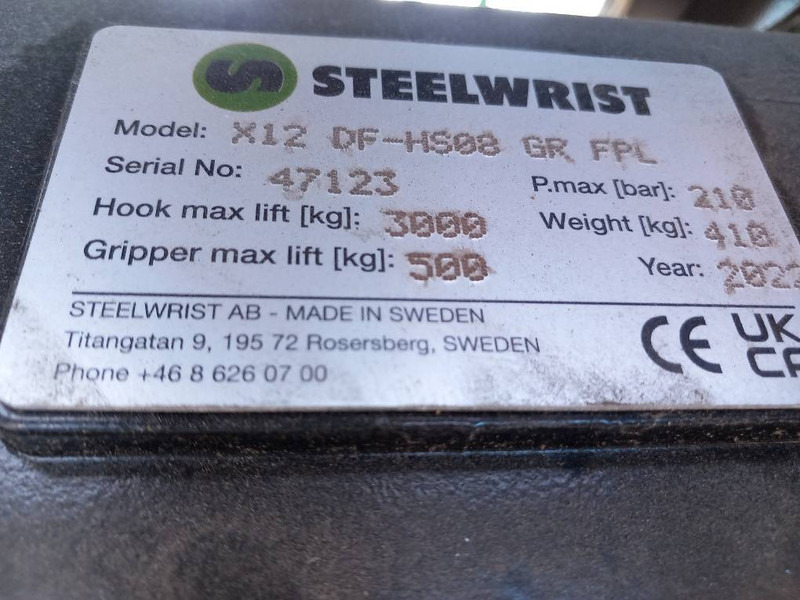 STEELWRIST
Model: X12 DF-HS08 GR FPL
Serial No: 47123
P.max [bar]: 210
Hook max lift [kg]: 3000
Weight [kg]: 410
Gripper max lift [kg]: 500
Year: 2022
STEELWRIST AB - MADE IN SWEDEN
Titangatan 9, 195 72 Rosersberg, SWEDEN
Phone +46 8 626 07 00
CE
UK
CA